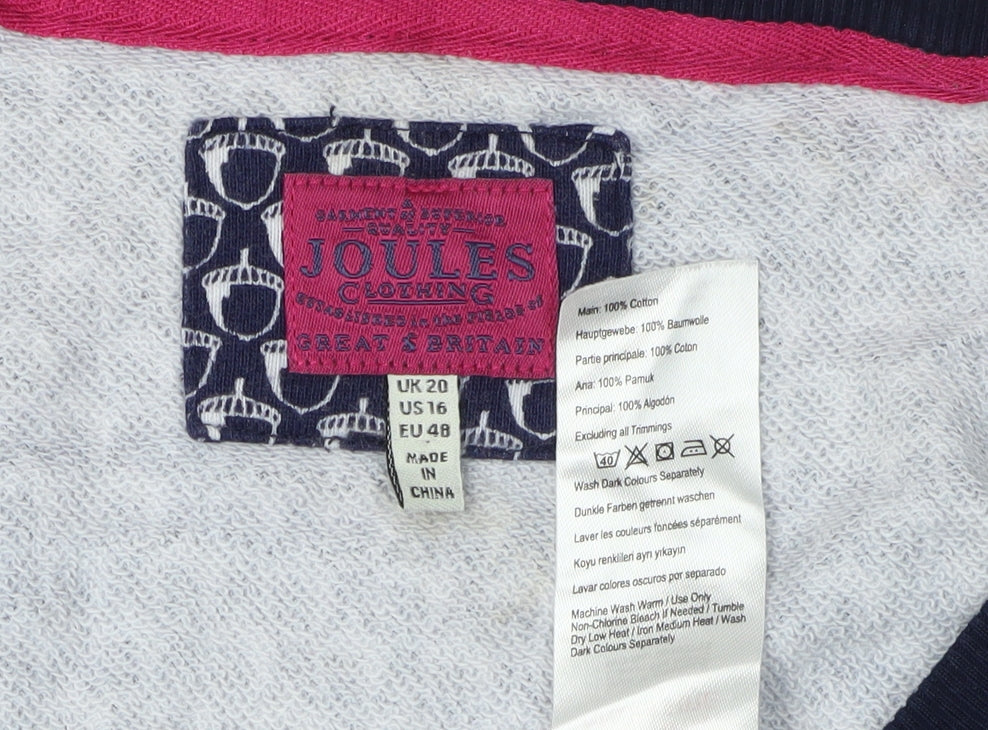 A
GARMENT of SUPERIOR
QUALITY
JOULES
CLOTHING
ESTABLISHED IN THE FIELDS OF
GREAT & BRITAIN
UK 20
US 16
EU 48
MADE
IN
CHINA
Main: 100% Cotton
Hauptgewebe: 100% Baumwolle
Partie principale: 100% Coton
Ana: 100% Pamuk
Principal: 100% Algodón
Excluding all Trimmings
40
Wash Dark Colours Separately
Dunkle Farben getrennt waschen
Laver les couleurs foncées séparément
Koyu renklileri ayrı yıkayın
Lavar colores oscuros por separado
Machine Wash Warm / Use Only
Non-Chlorine Bleach if Needed / Tumble
Dry Low Heat / Iron Medium Heat / Wash
Dark Colours Separately